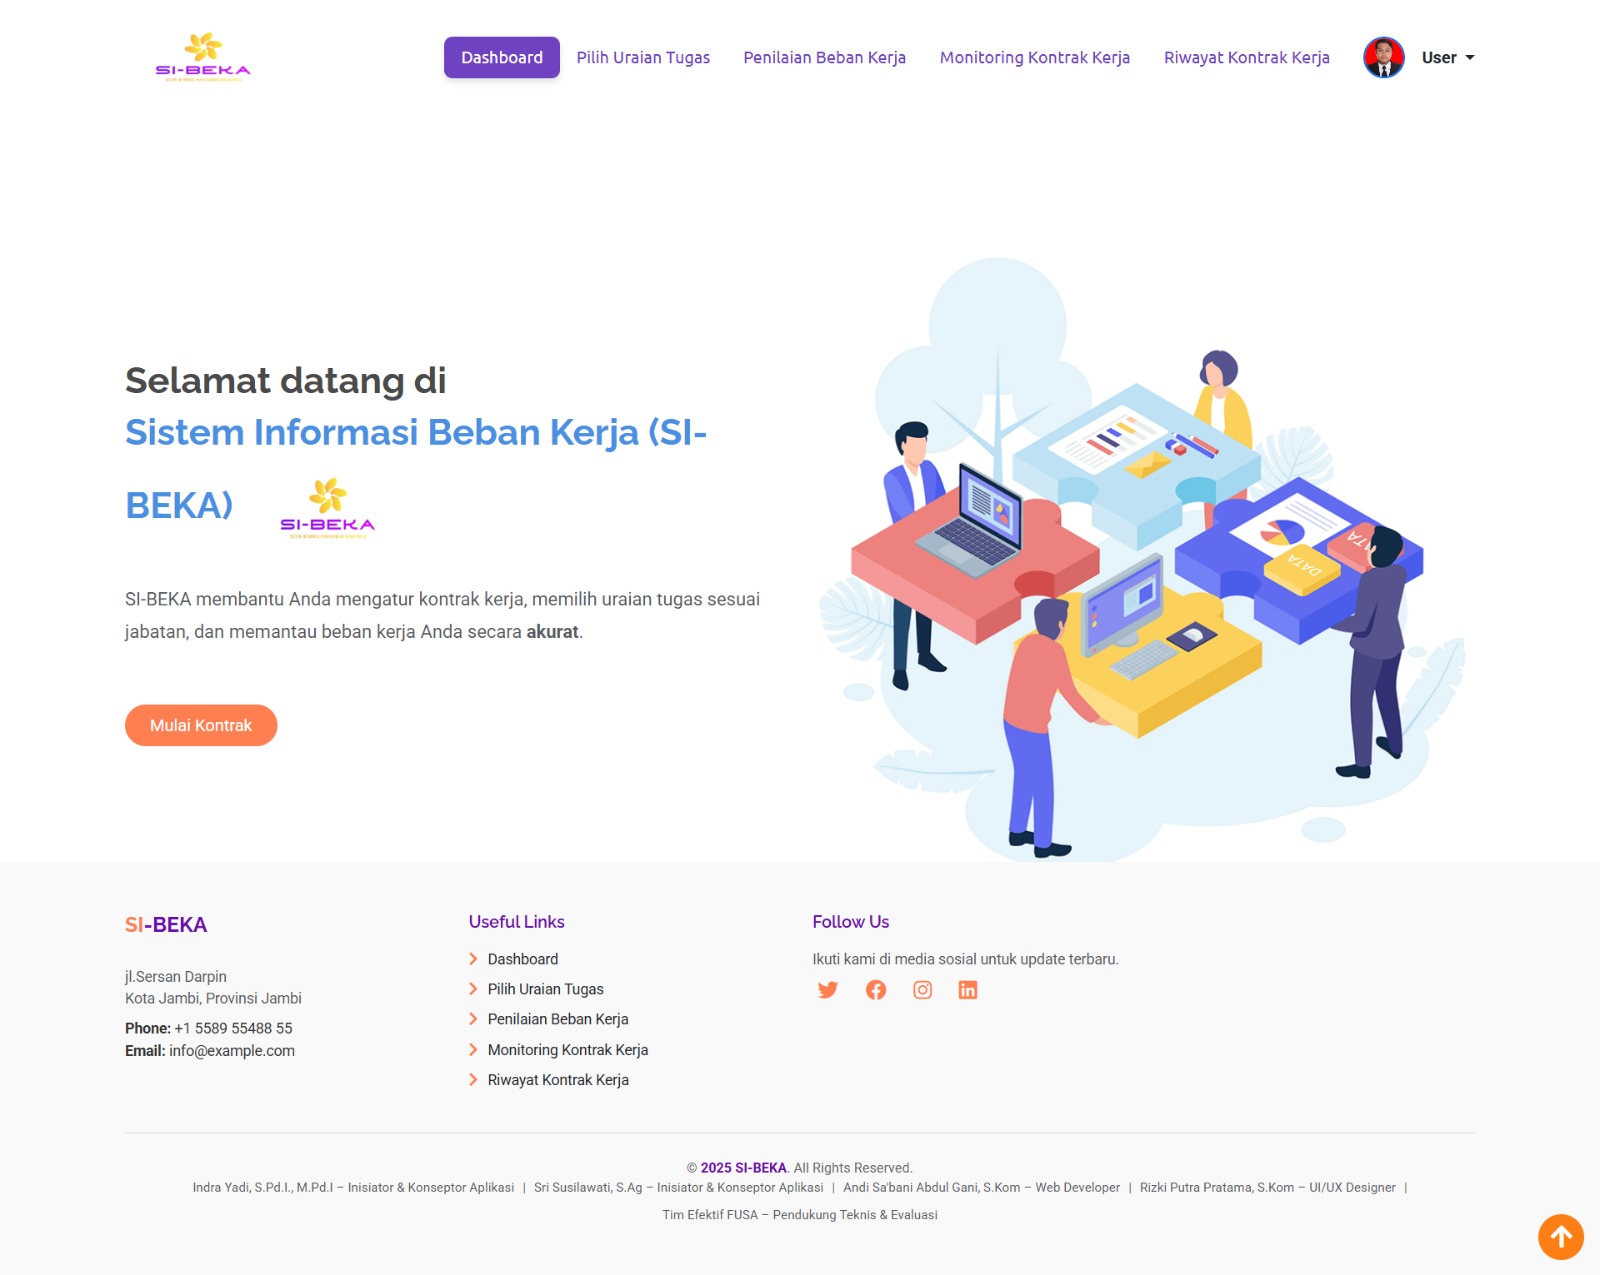 SI-BEKA
Dashboard
Pilih Uraian Tugas
Penilaian Beban Kerja
Monitoring Kontrak Kerja
Riwayat Kontrak Kerja
User
Selamat datang di
Sistem Informasi Beban Kerja (SI-
BEKA)
SI-BEKA
SI-BEKA membantu Anda mengatur kontrak kerja, memilih uraian tugas sesuai
jabatan, dan memantau beban kerja Anda secara akurat.
Mulai Kontrak
DATA
DATA
SI-BEKA
jl.Sersan Darpin
Kota Jambi, Provinsi Jambi
Phone: +1 5589 55488 55
Email: info@example.com
Useful Links
Dashboard
Pilih Uraian Tugas
Penilaian Beban Kerja
Monitoring Kontrak Kerja
Riwayat Kontrak Kerja
Follow Us
Ikuti kami di media sosial untuk update terbaru.
© 2025 SI-BEKA. All Rights Reserved.
Indra Yadi, S.Pd.I., M.Pd.I – Inisiator & Konseptor Aplikasi | Sri Susilawati, S.Ag – Inisiator & Konseptor Aplikasi | Andi Sa'bani Abdul Gani, S.Kom – Web Developer | Rizki Putra Pratama, S.Kom – UI/UX Designer |
Tim Efektif FUSA – Pendukung Teknis & Evaluasi